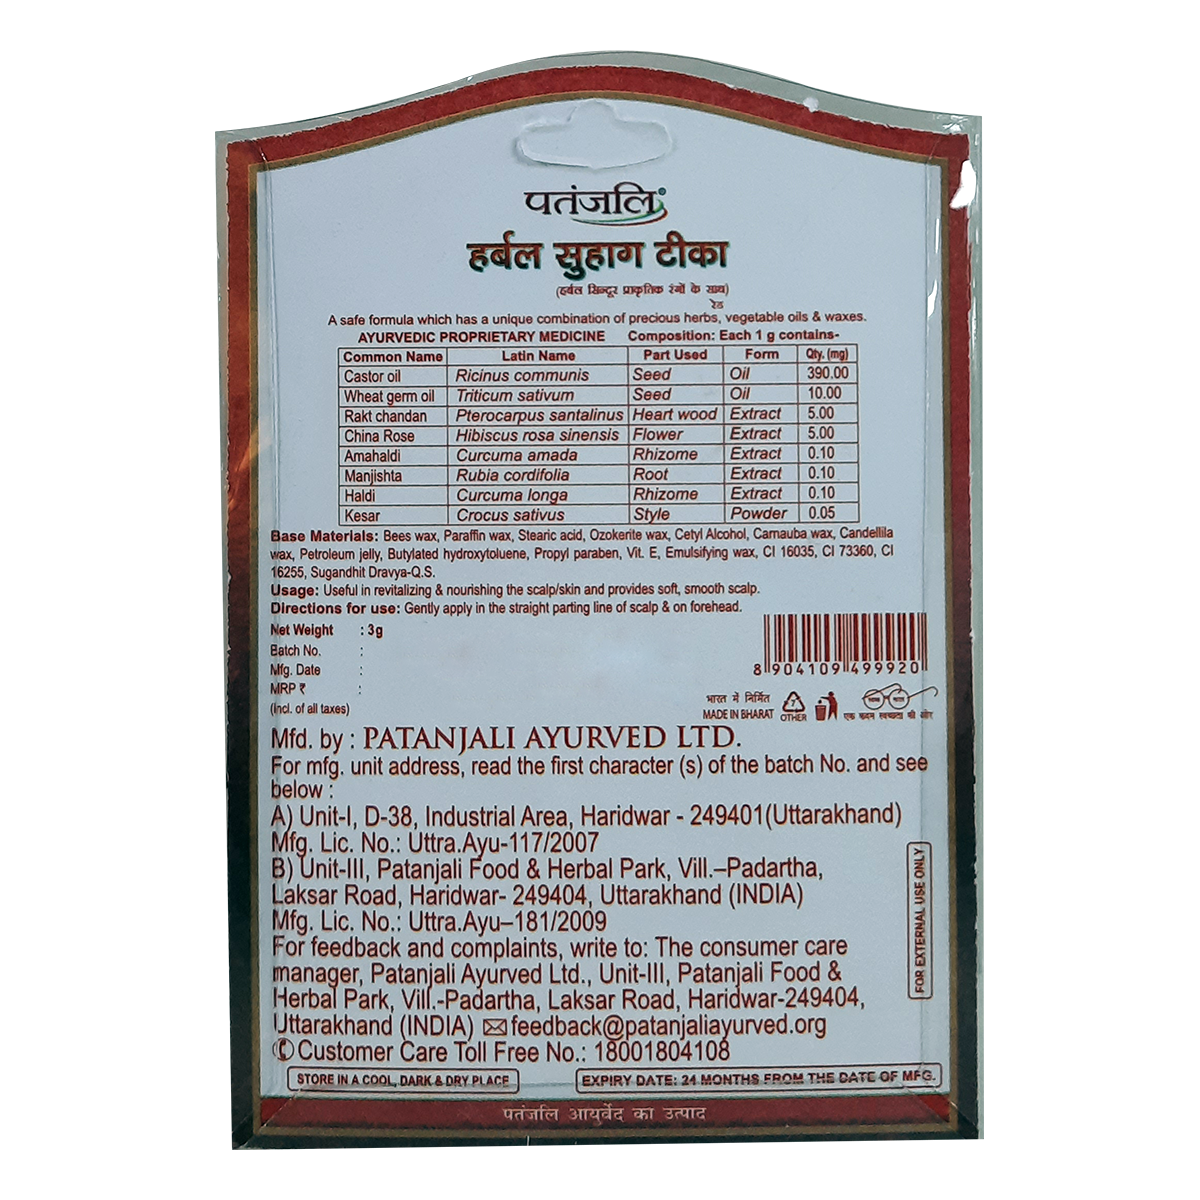 पतंजलि®
हर्बल सुहाग टीका
(हर्बल सिन्दूर प्राकृतिक रंगों के साथ)
रेड
A safe formula which has a unique combination of precious herbs, vegetable oils & waxes.
AYURVEDIC PROPRIETARY MEDICINE Composition: Each 1 g contains-
Common Name Latin Name Part Used Form Qty. (mg)
Castor oil Ricinus communis Seed Oil 390.00
Wheat germ oil Triticum sativum Seed Oil 10.00
Rakt chandan Pterocarpus santalinus Heart wood Extract 5.00
China Rose Hibiscus rosa sinensis Flower Extract 5.00
Amahaldi Curcuma amada Rhizome Extract 0.10
Manjishta Rubia cordifolia Root Extract 0.10
Haldi Curcuma longa Rhizome Extract 0.10
Kesar Crocus sativus Style Powder 0.05
Base Materials: Bees wax, Paraffin wax, Stearic acid, Ozokerite wax, Cetyl Alcohol, Carnauba wax, Candellila
wax, Petroleum jelly, Butylated hydroxytoluene, Propyl paraben, Vit. E, Emulsifying wax, CI 16035, CI 73360, CI
16255, Sugandhit Dravya-Q.S.
Usage: Useful in revitalizing & nourishing the scalp/skin and provides soft, smooth scalp.
Directions for use: Gently apply in the straight parting line of scalp & on forehead.
Net Weight : 3g
Batch No. :
Mfg. Date :
MRP ₹ :
(Incl. of all taxes)
8 904109 499920
भारत में निर्मित
MADE IN BHARAT
7
OTHER
स्वच्छ भारत
एक कदम स्वच्छता की ओर
Mfd. by : PATANJALI AYURVED LTD.
For mfg. unit address, read the first character (s) of the batch No. and see
below :
A) Unit-I, D-38, Industrial Area, Haridwar - 249401(Uttarakhand)
Mfg. Lic. No.: Uttra.Ayu-117/2007
B) Unit-III, Patanjali Food & Herbal Park, Vill.–Padartha,
Laksar Road, Haridwar- 249404, Uttarakhand (INDIA)
Mfg. Lic. No.: Uttra.Ayu–181/2009
For feedback and complaints, write to: The consumer care
manager, Patanjali Ayurved Ltd., Unit-III, Patanjali Food &
Herbal Park, Vill.-Padartha, Laksar Road, Haridwar-249404,
Uttarakhand (INDIA) feedback@patanjaliayurved.org
Customer Care Toll Free No.: 18001804108
FOR EXTERNAL USE ONLY
STORE IN A COOL, DARK & DRY PLACE
EXPIRY DATE: 24 MONTHS FROM THE DATE OF MFG.
पतंजलि आयुर्वेद का उत्पाद